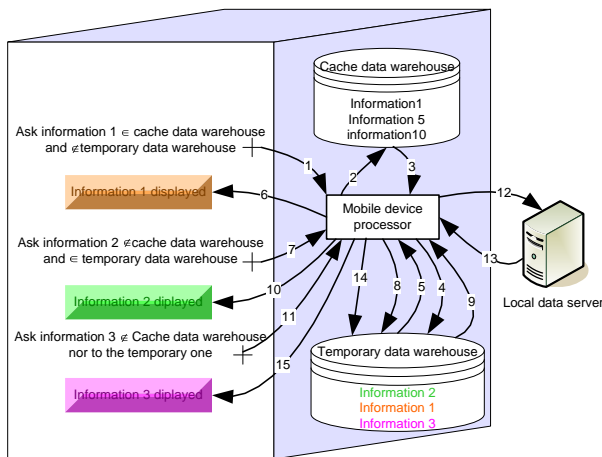 Cache data warehouse
Information1
Information 5
information10
Ask information 1 ∈ cache data warehouse
and ∉temporary data warehouse
1
2
3
Information 1 displayed
6
12
Mobile device
processor
Ask information 2 ∉cache data warehouse
and ∈ temporary data warehouse
7
13
Information 2 diplayed
10
14
8
5
4
9
Local data server
11
Ask information 3 ∉ Cache data warehouse
nor to the temporary one
15
Temporary data warehouse
Information 3 diplayed
Information 2
Information 1
Information 3